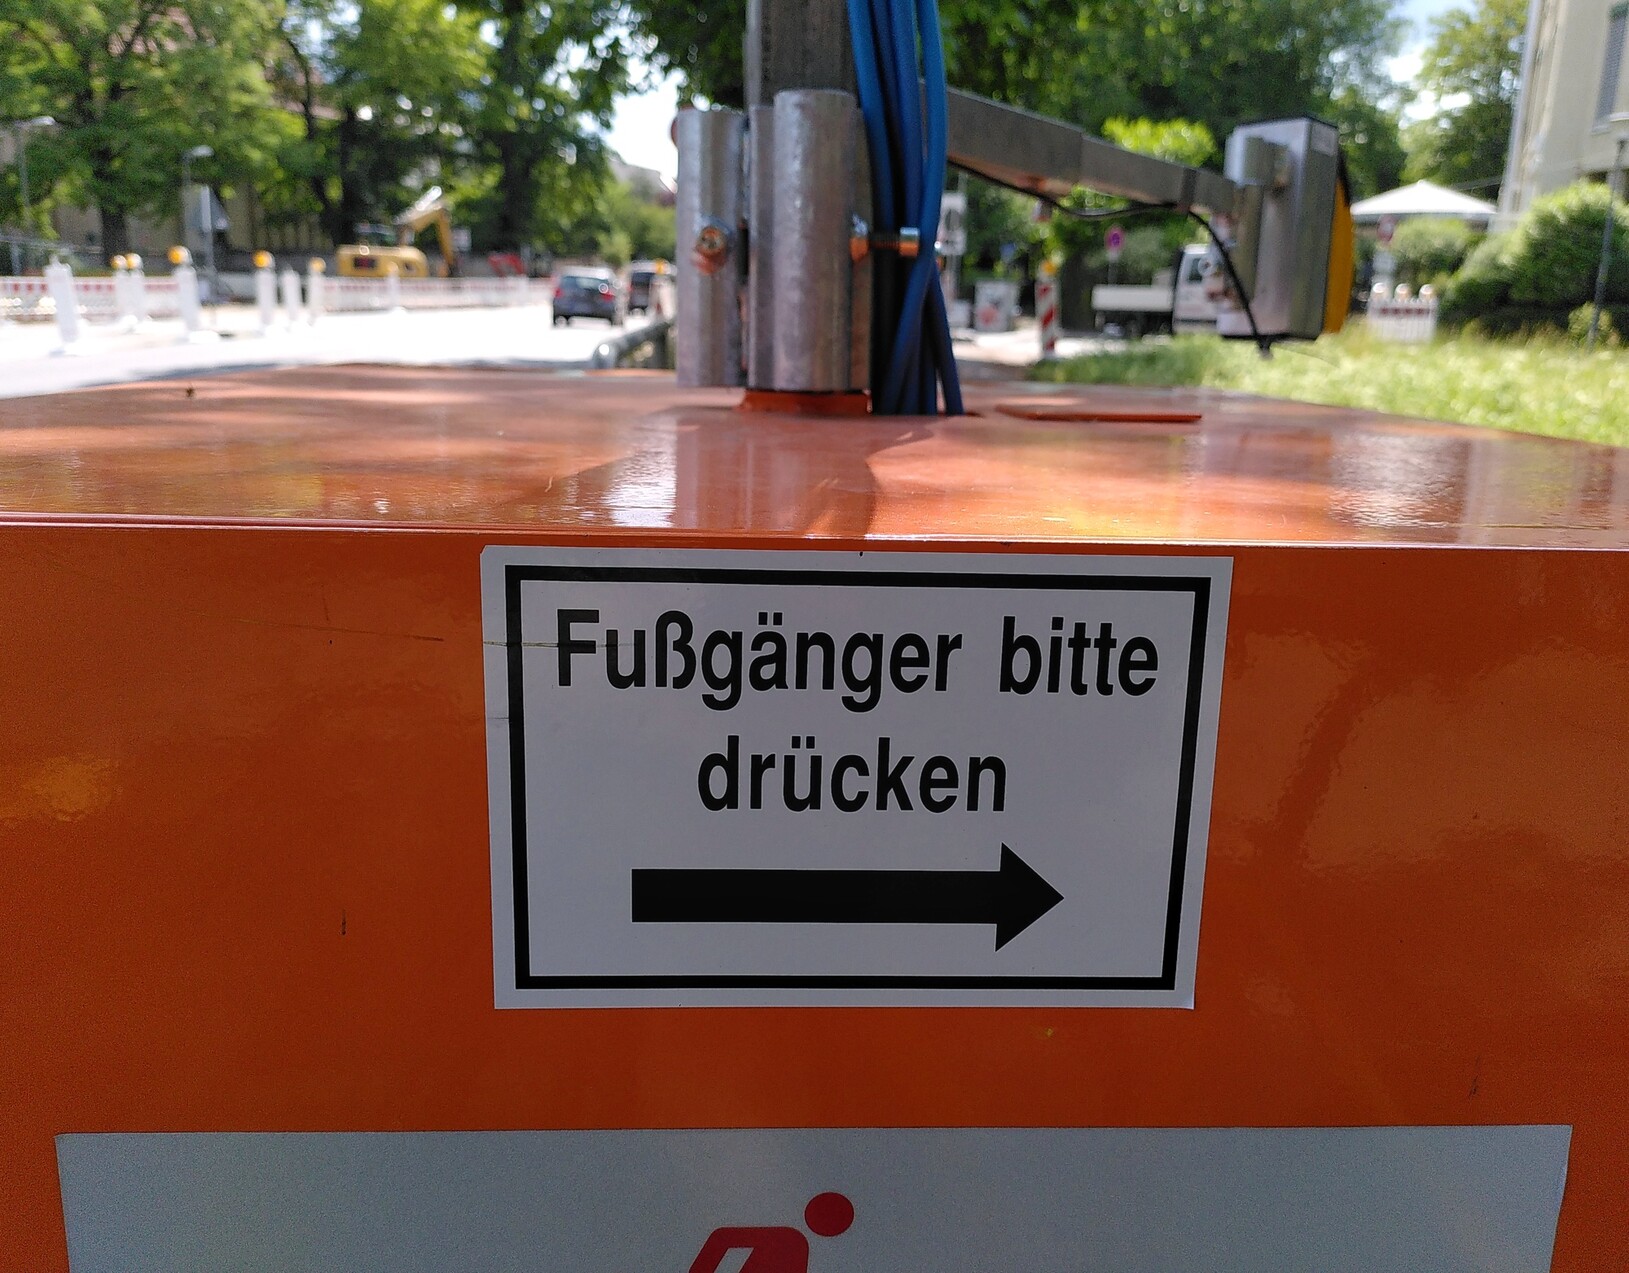 Fußgänger bitte
drücken